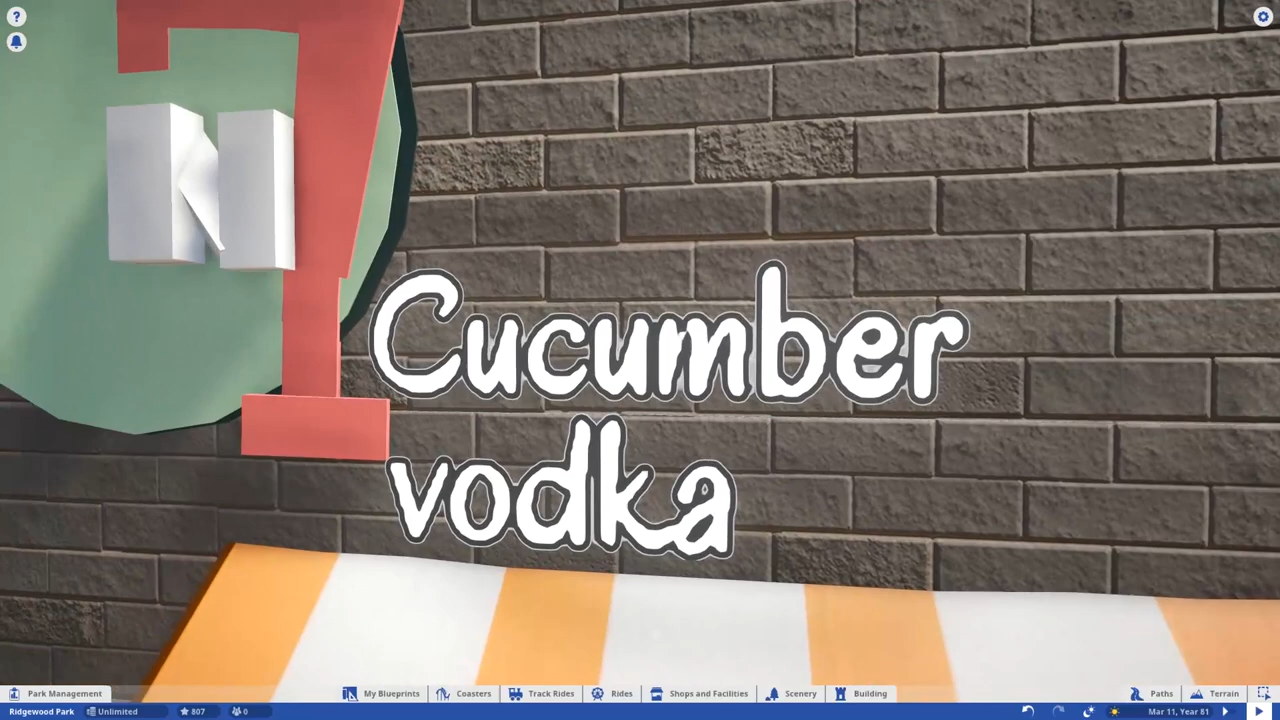 ?
N
Cucumber
vodka
Park Management
My Blueprints
Coasters
Track Rides
Rides
Shops and Facilities
Scenery
Building
Paths
Terrain
Ridgewood Park
Unlimited
807
0
Mar 11, Year 81